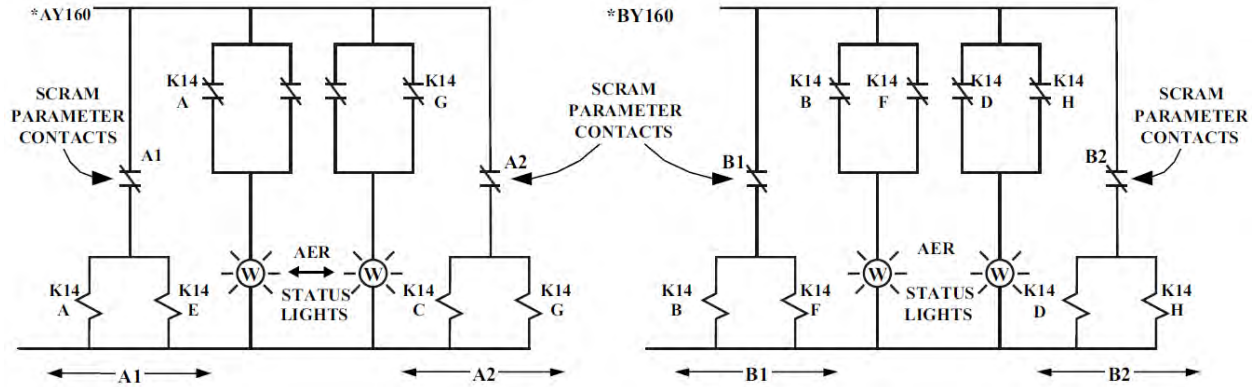 *AY160
*BY160
K14
A
K14
G
K14
B
K14
F
K14
D
K14
H
SCRAM
PARAMETER
CONTACTS
A1
SCRAM
PARAMETER
CONTACTS
A2
B1
SCRAM
PARAMETER
CONTACTS
B2
W
AER
W
STATUS
LIGHTS
W
AER
W
STATUS
LIGHTS
K14
A
K14
E
K14
C
K14
G
K14
B
K14
F
K14
D
K14
H
A1
A2
B1
B2